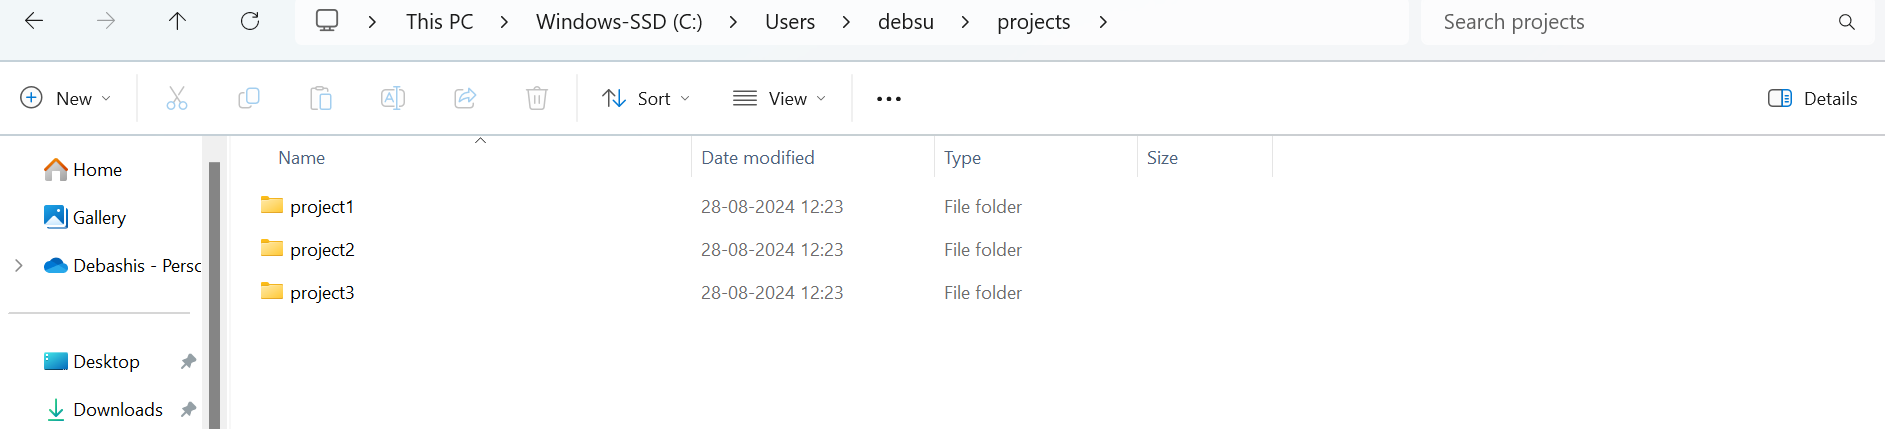 This PC > Windows-SSD (C:) > Users > debsu > projects >
Search projects
New
Sort
View
Details
Name Date modified Type Size
Home
Gallery
Debashis - Persc
Desktop
Downloads
project1 28-08-2024 12:23 File folder
project2 28-08-2024 12:23 File folder
project3 28-08-2024 12:23 File folder